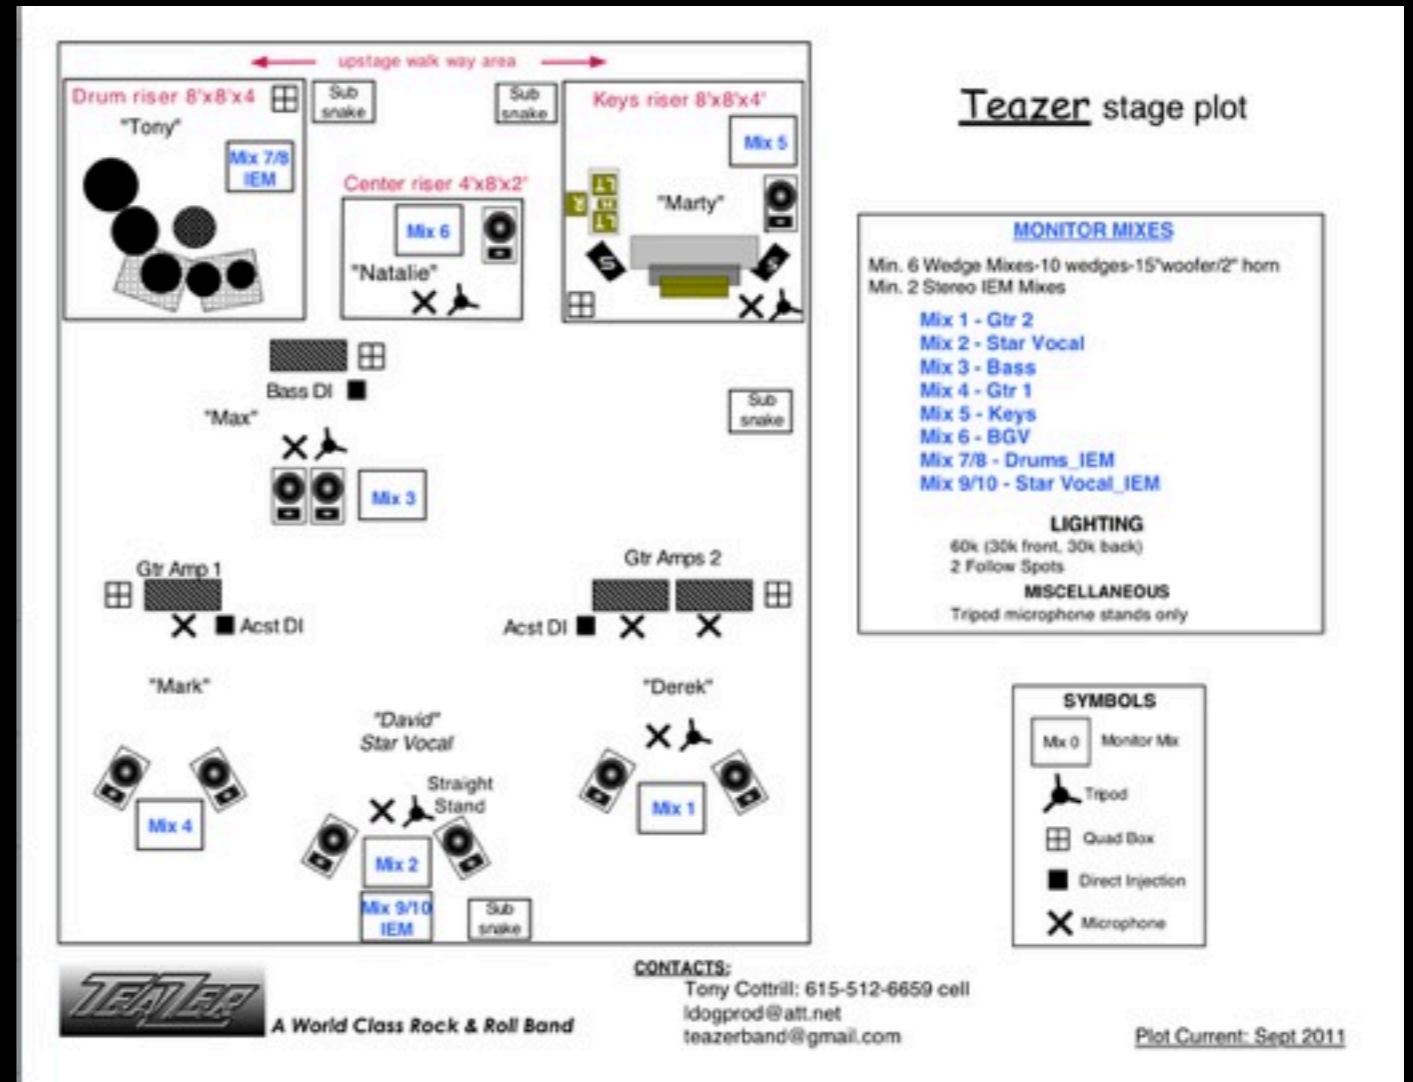 upstage walk way area
Drum riser 8'x8'x4
"Tony"
Mix 7/8
IEM
Sub
snake
Sub
snake
Keys riser 8'x8'x4'
Mix 5
"Marty"
LT
R
LT
S
S
Center riser 4'x8'x2'
Mix 6
"Natalie"
Bass DI
"Max"
Mix 3
Sub
snake
Gtr Amp 1
Acst DI
Gtr Amps 2
Acst DI
"Mark"
Mix 4
"David"
Star Vocal
Straight
Stand
Mix 2
Mix 9/10
IEM
Sub
snake
"Derek"
Mix 1
Teazer stage plot
MONITOR MIXES
Min. 6 Wedge Mixes-10 wedges-15"woofer/2" horn
Min. 2 Stereo IEM Mixes
Mix 1 - Gtr 2
Mix 2 - Star Vocal
Mix 3 - Bass
Mix 4 - Gtr 1
Mix 5 - Keys
Mix 6 - BGV
Mix 7/8 - Drums_IEM
Mix 9/10 - Star Vocal_IEM
LIGHTING
60k (30k front, 30k back)
2 Follow Spots
MISCELLANEOUS
Tripod microphone stands only
SYMBOLS
Mix 0 Monitor Mix
Tripod
Quad Box
Direct Injection
Microphone
TEAZER
A World Class Rock & Roll Band
CONTACTS:
Tony Cottrill: 615-512-6659 cell
ldogprod@att.net
teazerband@gmail.com
Plot Current: Sept 2011